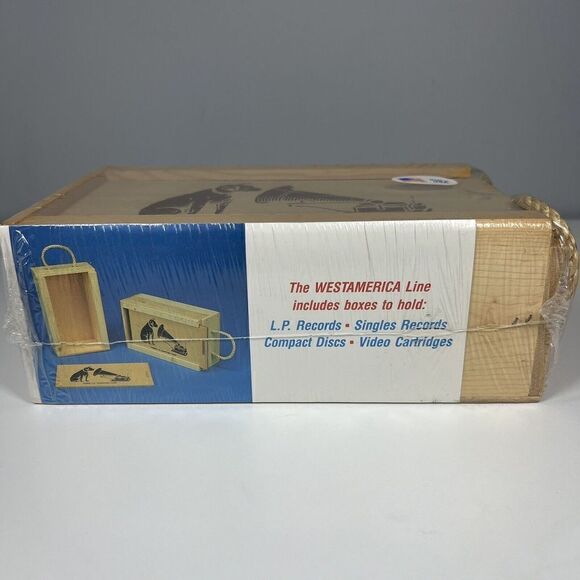 The WESTAMERICA Line
includes boxes to hold:
L.P. Records ▪ Singles Records
Compact Discs ▪ Video Cartridges